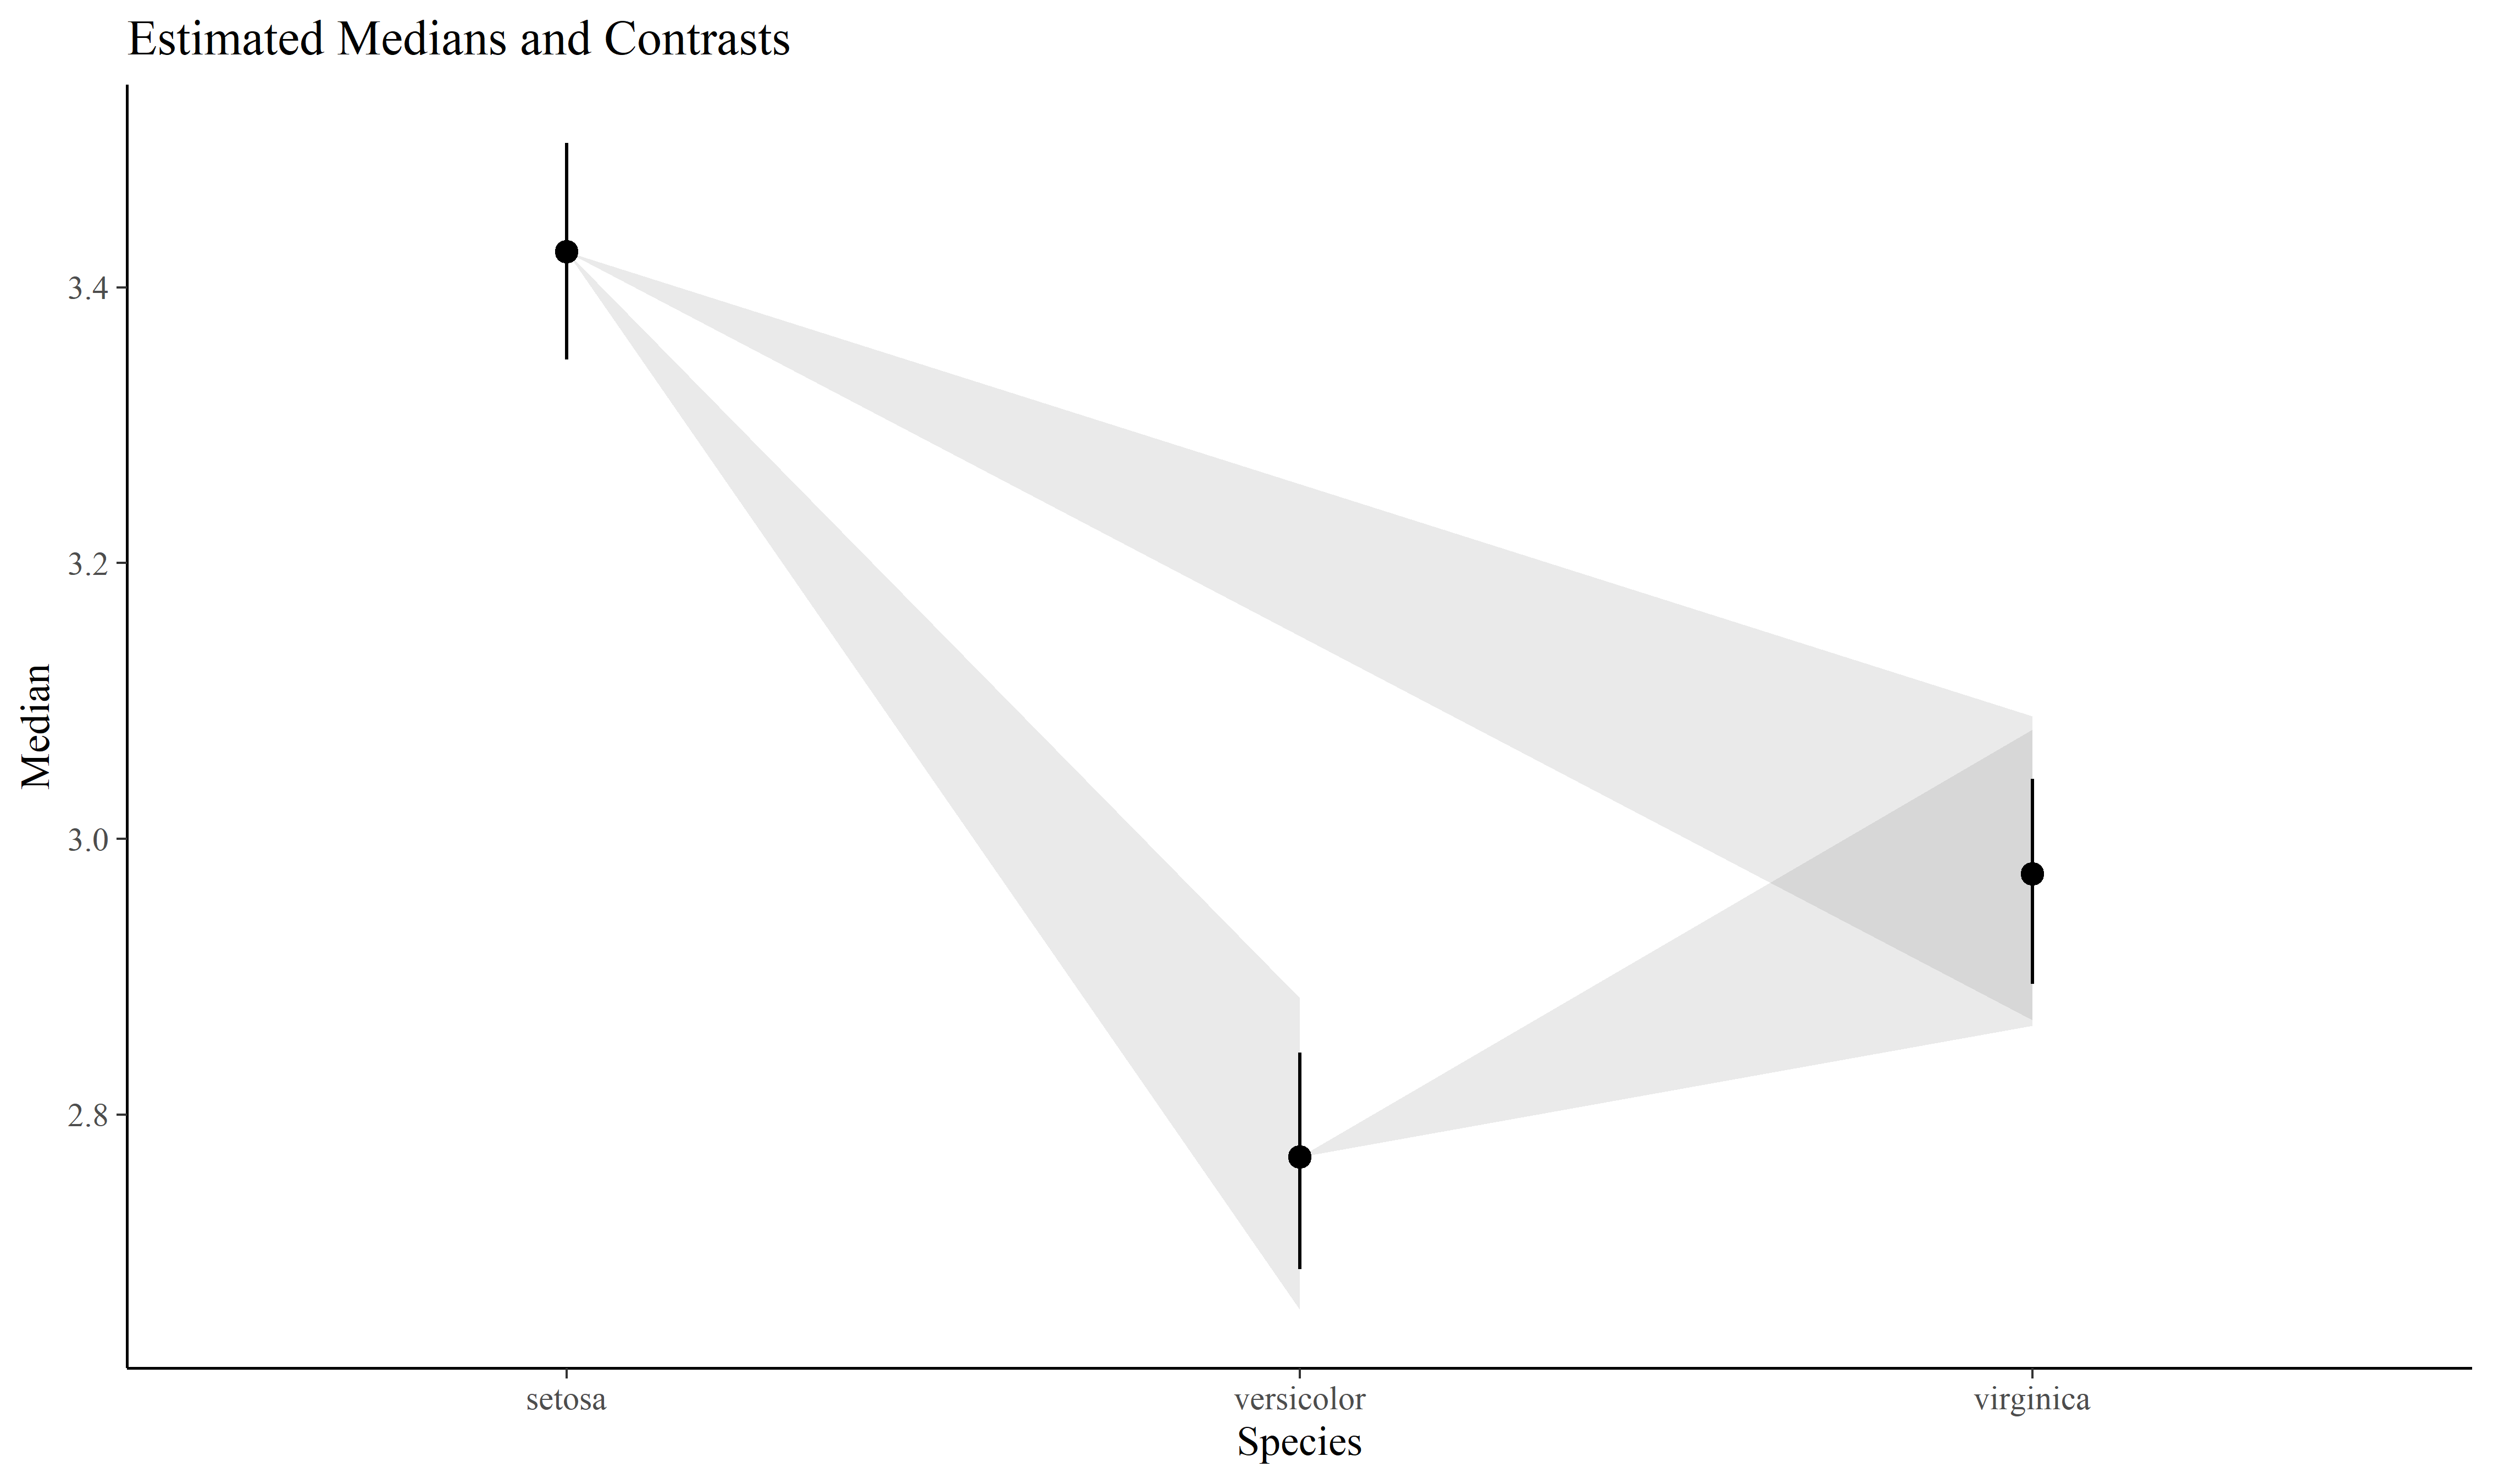 Estimated Medians and Contrasts
Median
3.4
3.2
3.0
2.8
setosa versicolor virginica
Species